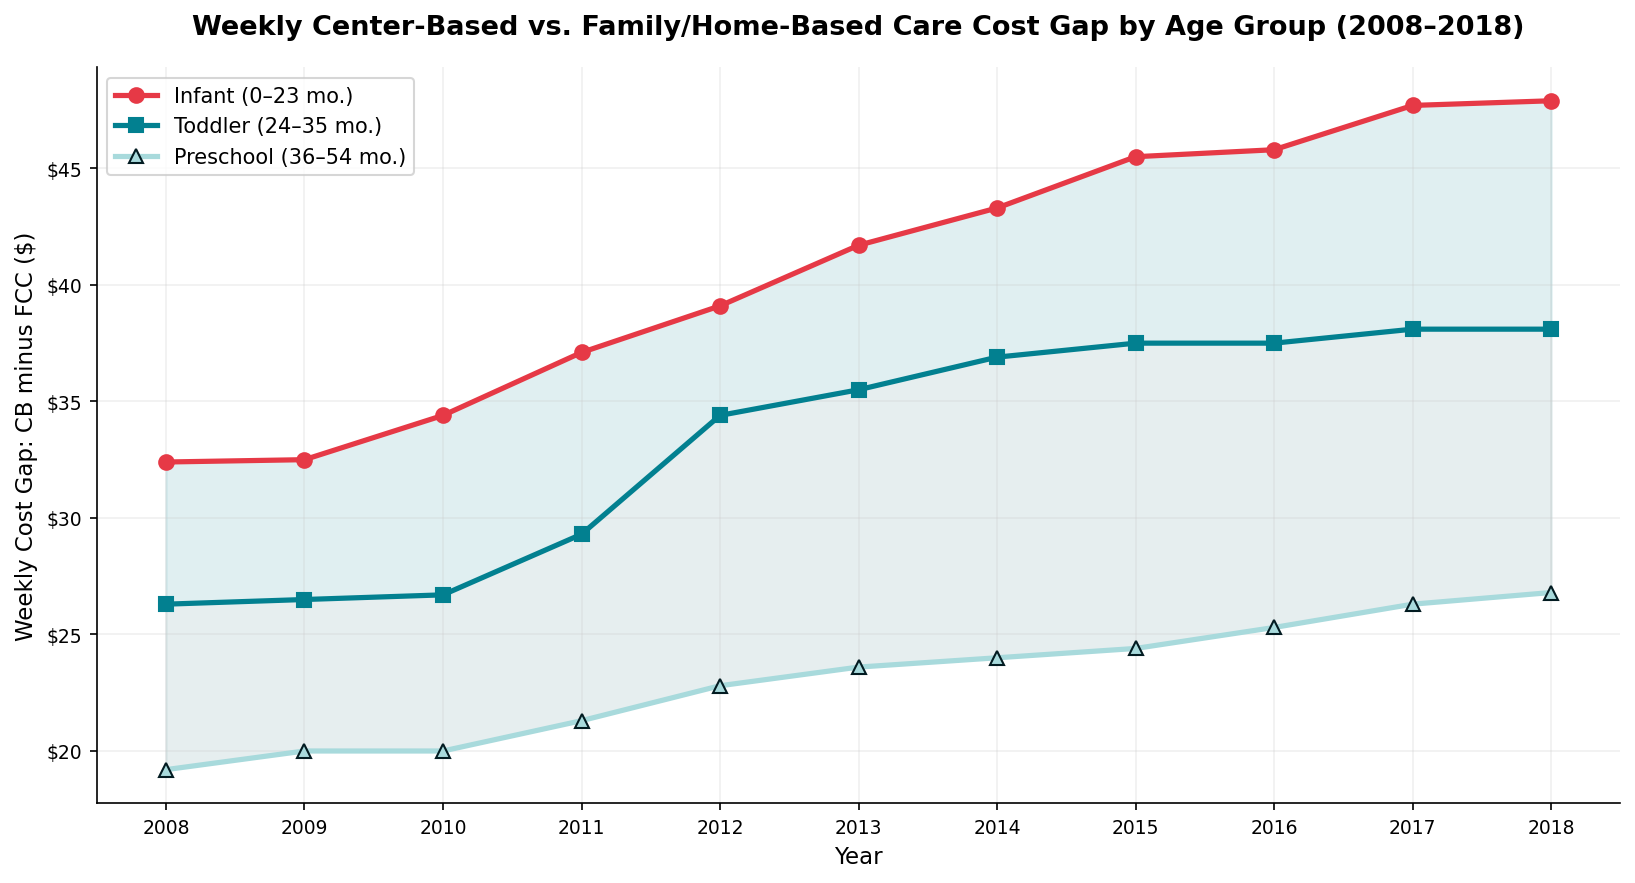 Weekly Center-Based vs. Family/Home-Based Care Cost Gap by Age Group (2008–2018)
Infant (0–23 mo.)
Toddler (24–35 mo.)
Preschool (36–54 mo.)
Weekly Cost Gap: CB minus FCC ($)
$45
$40
$35
$30
$25
$20
2008 2009 2010 2011 2012 2013 2014 2015 2016 2017 2018
Year